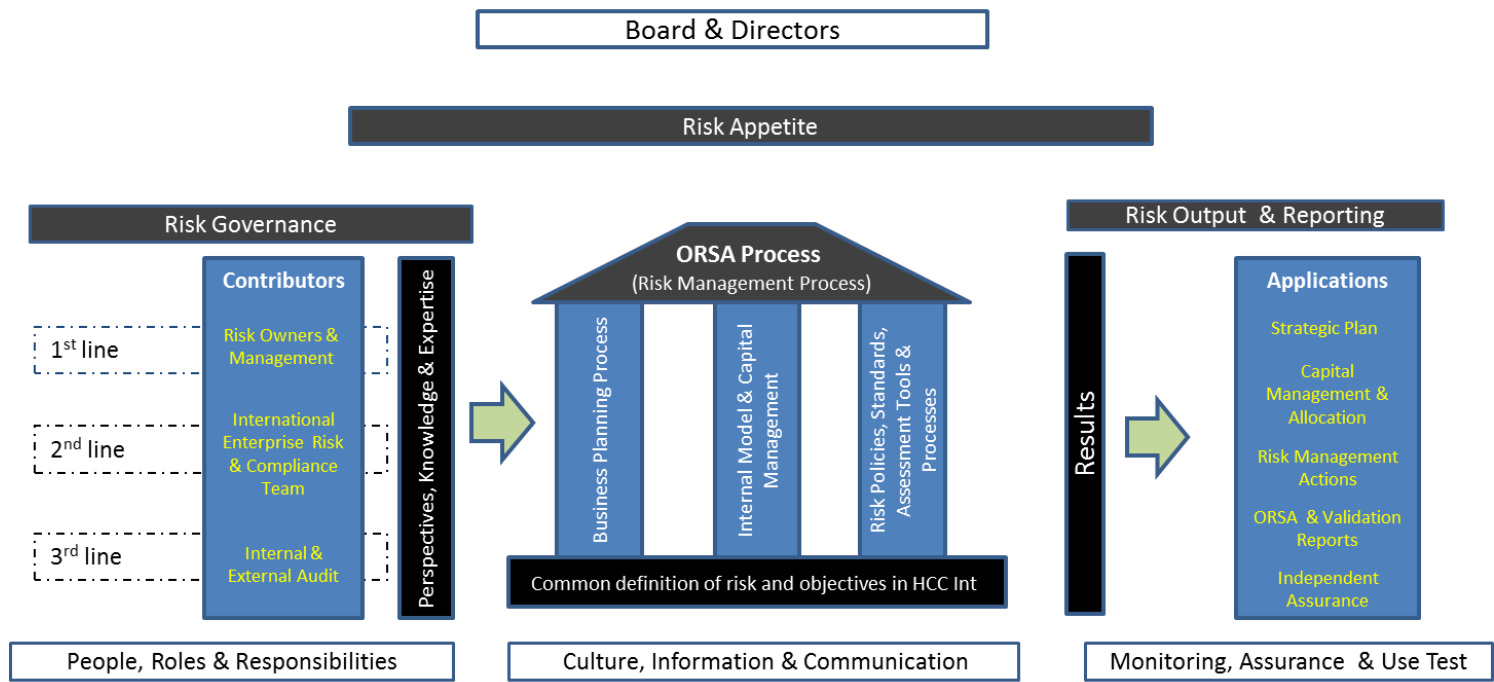 Board & Directors
Risk Appetite
Risk Governance
Contributors
1st line
Risk Owners &
Management
2nd line
International
Enterprise Risk
& Compliance
Team
3rd line
Internal &
External Audit
Perspectives, Knowledge & Expertise
People, Roles & Responsibilities
ORSA Process
(Risk Management Process)
Business Planning Process
Internal Model & Capital
Management
Risk Policies, Standards,
Assessment Tools &
Processes
Common definition of risk and objectives in HCC Int
Culture, Information & Communication
Risk Output & Reporting
Results
Applications
Strategic Plan
Capital
Management &
Allocation
Risk Management
Actions
ORSA & Validation
Reports
Independent
Assurance
Monitoring, Assurance & Use Test